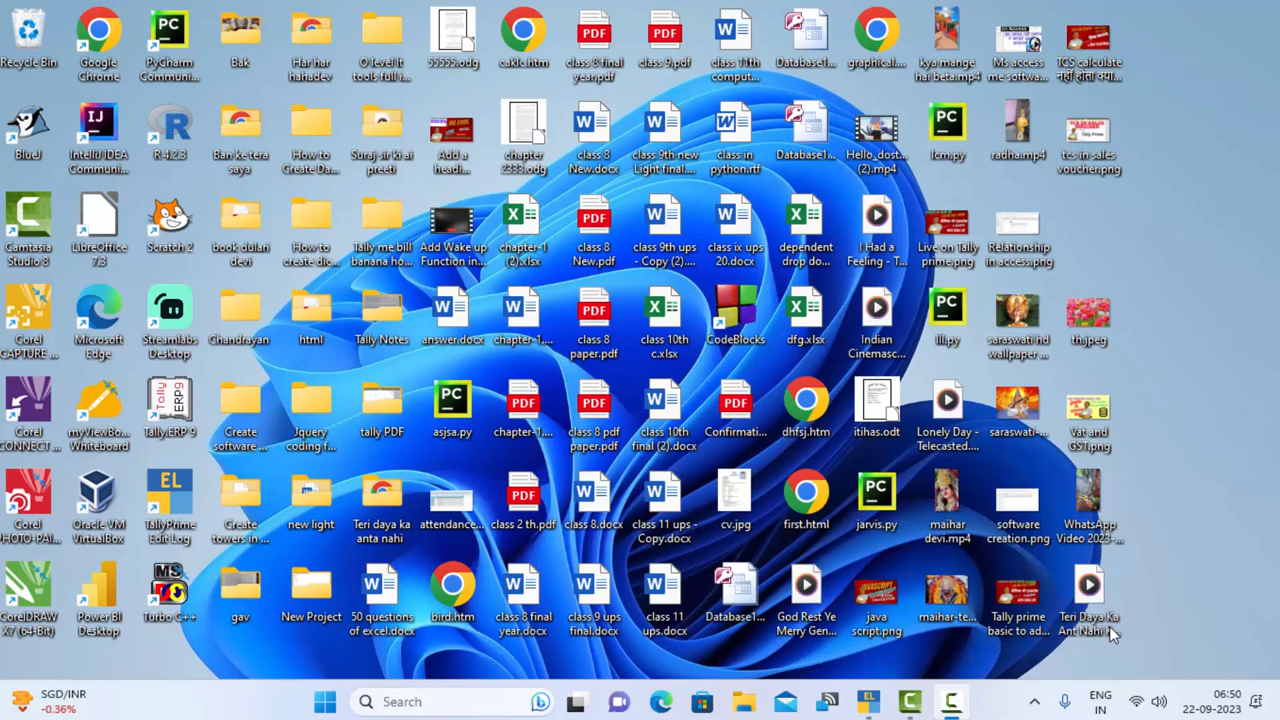 Recycle Bin
Google
Chrome
PyCharm
Communi...
Bak
Har har
hahadev
O level it
tools full i...
55555.odg
caklc.htm
class 8 final
year.pdf
class 9.pdf
class 11th
comput...
Database1...
graphical....
kya mange
hai beta.mp4
Ms access
me softwa...
TCS calculate
नहीं होता क्या...
BlueJ
IntelliJ IDEA
Communi...
R 4.2.3
Ban ke tera
saya
How to
Create Da...
Suraj sir ki ai
preeti
Add a
headi...
chapter
2333.odg
class 8
New.docx
class 9th new
Light final....
class in
python.rtf
Database1...
Hello_dost...
(2).mp4
lcm.py
radha.mp4
tcs in sales
voucher.png
Camtasia
Studio 8
LibreOffice
7.3
Scratch 2
book dulari
devi
How to
create dic...
Tally me bill
banana ho...
Add Wake up
Function in...
chapter-1
(2).xlsx
class 8
New.pdf
class 9th ups
- Copy (2)....
class ix ups
20.docx
dependent
drop do...
I Had a
Feeling - T...
Live on Tally
prime.png
Relationship
in access.png
Corel
CAPTURE ...
Microsoft
Edge
Streamlabs
Desktop
Chandrayan
html
Tally Notes
answer.docx
chapter-1....
class 8
paper.pdf
class 10th
c.xlsx
CodeBlocks
dfg.xlsx
Indian
Cinemasc...
lll.py
saraswati hd
wallpaper ...
th.jpeg
Corel
CONNECT ...
myViewBo...
WhiteBoard
Tally ERP 9
Create
software ...
Jquery
coding f...
tally PDF
asjsa.py
chapter-1....
class 8 pdf
paper.pdf
class 10th
final (2).docx
Confirmati...
dhfsj.htm
itihas.odt
Lonely Day -
Telecasted....
saraswati-...
Vat and
GST.png
Corel
PHOTO-PAI...
Oracle VM
VirtualBox
TallyPrime
Edit Log
Create
towers in ...
new light
Teri daya ka
anta nahi
attendance...
class 2 th.pdf
class 8.docx
class 11 ups -
Copy.docx
cv.jpg
first.html
jarvis.py
maihar
devi.mp4
software
creation.png
WhatsApp
Video 2023-...
CorelDRAW
X7 (64-Bit)
Power BI
Desktop
Turbo C++
gav
New Project
50 questions
of excel.docx
bird.htm
class 8 final
year.docx
class 9 ups
final.docx
class 11
ups.docx
Database1...
God Rest Ye
Merry Gen...
java
script.png
maihar-te...
Tally prime
basic to ad...
Teri Daya Ka
Ant Nahi
SGD/INR
-0.36%
Search
ENG
IN
06:50
22-09-2023